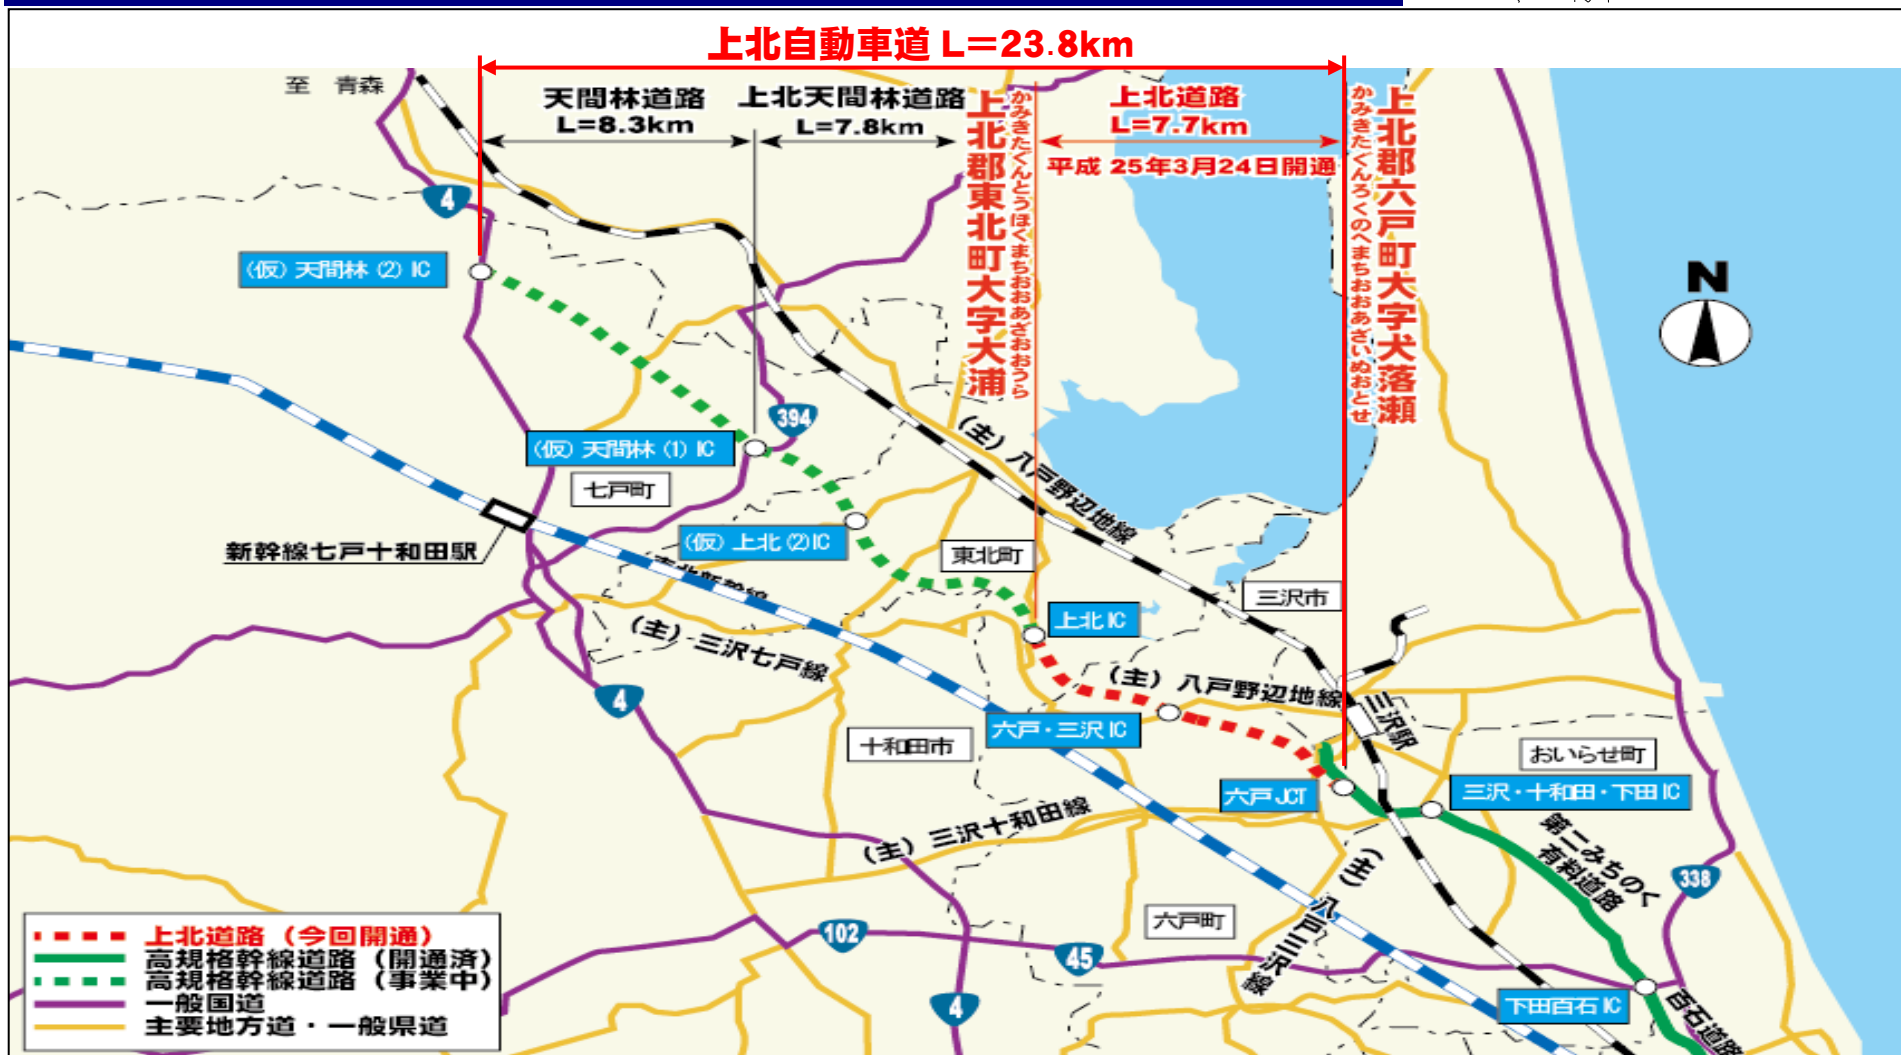 上北自動車道 L=23.8km
至 青森
天間林道路
L=8.3km
上北天間林道路
L=7.8km
上北道路
L=7.7km
平成 25年3月24日開通
上北郡東北町大字大浦
かみきたぐんとうほくまちおおあざおおうら
上北郡六戸町大字犬落瀬
かみきたぐんろくのへまちおおあざいぬおとせ
4
(仮) 天間林 (2) IC
N
394
(仮) 天間林 (1) IC
七戸町
(主) 八戸野辺地線
新幹線七戸十和田駅
(仮) 上北 (2) IC
東北町
東北新幹線
三沢市
上北 IC
(主) 三沢七戸線
(主) 八戸野辺地線
4
六戸・三沢 IC
三沢駅
十和田市
おいらせ町
六戸 JCT
三沢・十和田・下田 IC
(主) 三沢十和田線
第二みちのく
有料道路
(主) 八戸三沢線
338
六戸町
102
45
4
下田百石 IC
百石道路
上北道路 (今回開通)
高規格幹線道路 (開通済)
高規格幹線道路 (事業中)
一般国道
主要地方道・一般県道